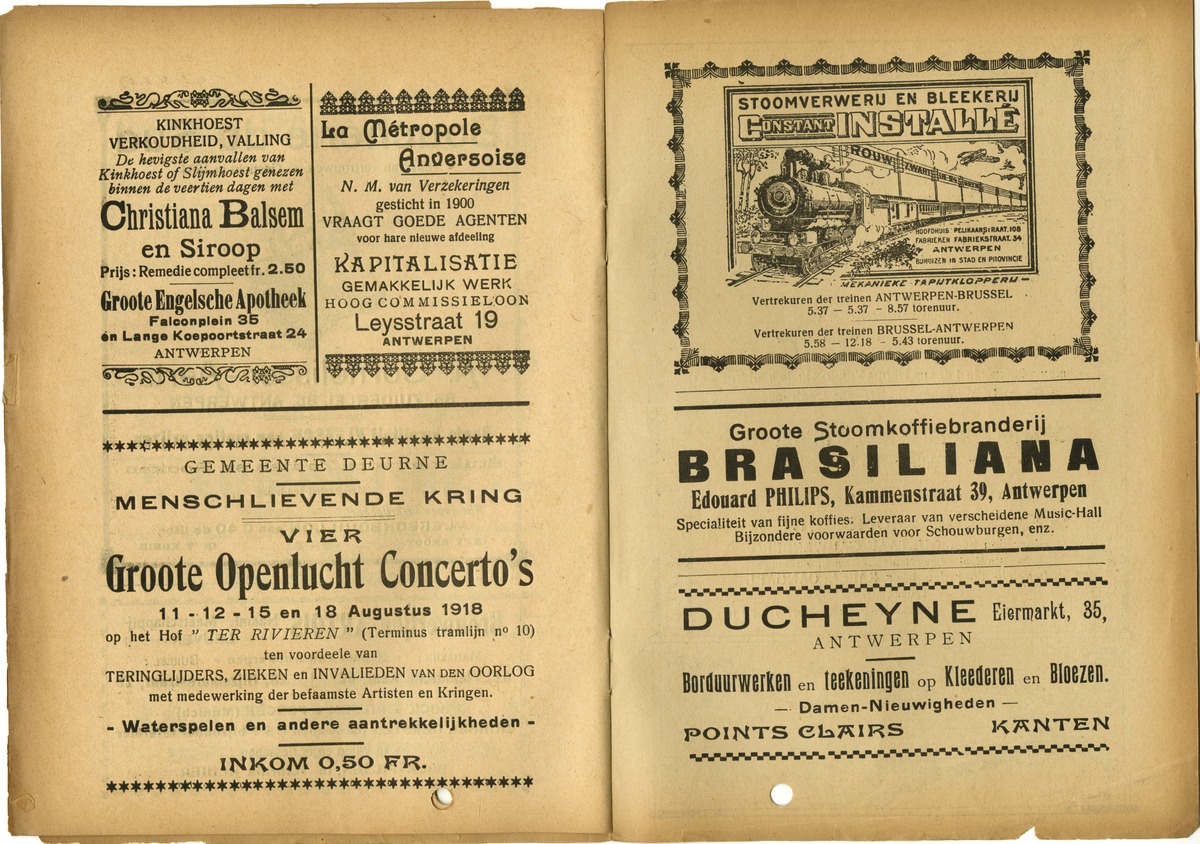 KINKHOEST
VERKOUDHEID, VALLING
De hevigste aanvallen van
Kinkhoest of Slijmhoest genezen
binnen de veertien dagen met
Christiana Balsem
en Siroop
Prijs: Remedie compleet fr. 2.50
Groote Engelsche Apotheek
Falconplein 35
én Lange Koepoortstraat 24
ANTWERPEN
La Métropole
Anversoise
N. M. van Verzekeringen
gesticht in 1900
VRAAGT GOEDE AGENTEN
voor hare nieuwe afdeeling
KAPITALISATIE
GEMAKKELIJK WERK
HOOG COMMISSIELOON
Leysstraat 19
ANTWERPEN
GEMEENTE DEURNE
MENSCHLIEVENDE KRING
VIER
Groote Openlucht Concerto's
11 - 12 - 15 en 18 Augustus 1918
op het Hof " TER RIVIEREN " (Terminus tramlijn nº 10)
ten voordeele van
TERINGLIJDERS, ZIEKEN en INVALIEDEN VAN DEN OORLOG
met medewerking der befaamste Artisten en Kringen.
- Waterspelen en andere aantrekkelijkheden -
INKOM 0,50 FR.
STOOMVERWERIJ EN BLEEKERIJ
CONSTANT INSTALLÉ
ROUWZWART IN 24 UREN
HOOFDHUIS PELIKAANSTRAAT, 108
FABRIEKEN FABRIEKSTRAAT. 34
ANTWERPEN
BIJHUIZEN IN STAD EN PROVINCIE
MEKANIEKE TAPIJTKLOPPERIJ
Vertrekuren der treinen ANTWERPEN-BRUSSEL
5.37 — 5.37 - 8.57 torenuur.
Vertrekuren der treinen BRUSSEL-ANTWERPEN
5.58 — 12.18 - 5.43 torenuur.
Groote Stoomkoffiebranderij
BRASILIANA
Edouard PHILIPS, Kammenstraat 39, Antwerpen
Specialiteit van fijne koffies. Leveraar van verscheidene Music-Hall
Bijzondere voorwaarden voor Schouwburgen, enz.
DUCHEYNE Eiermarkt, 35,
ANTWERPEN
Borduurwerken en teekeningen op Kleederen en Bloezen.
— Damen-Nieuwigheden —
POINTS CLAIRS KANTEN